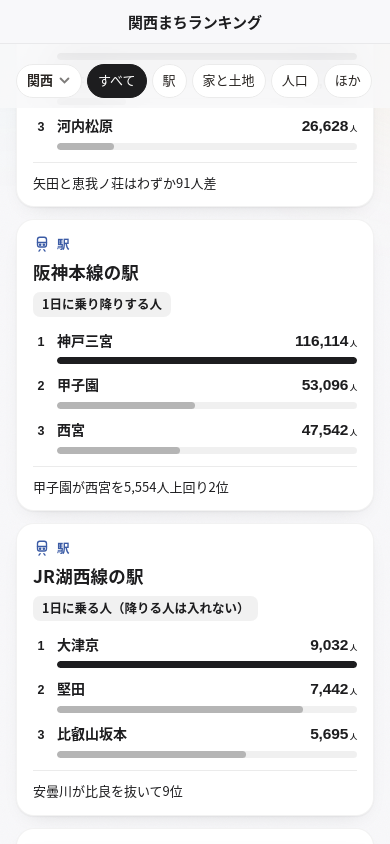 関西まちランキング
関西 すべて 駅 家と土地 人口 ほか
3 河内松原 26,628人
矢田と恵我ノ荘はわずか91人差
駅
阪神本線の駅
1日に乗り降りする人
1 神戸三宮 116,114人
2 甲子園 53,096人
3 西宮 47,542人
甲子園が西宮を5,554人上回り2位
駅
JR湖西線の駅
1日に乗る人（降りる人は入れない）
1 大津京 9,032人
2 堅田 7,442人
3 比叡山坂本 5,695人
安曇川が比良を抜いて9位